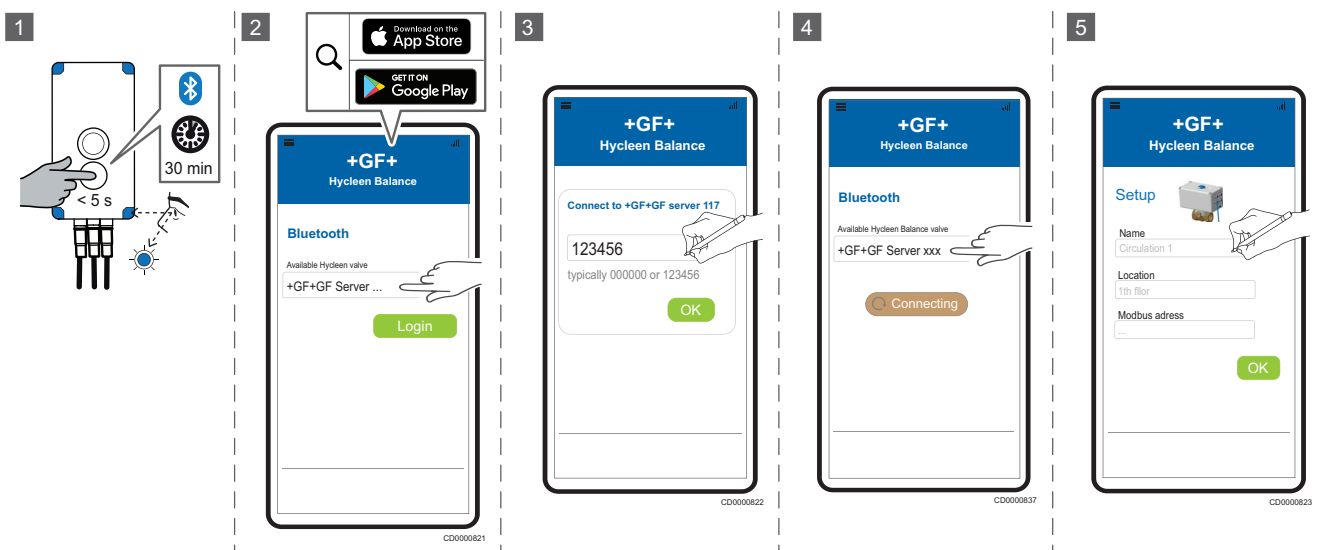 1
30 min
< 5 s
2
Download on the
App Store
GET IT ON
Google Play
+GF+
Hycleen Balance
Bluetooth
Available Hycleen valve
+GF+GF Server ...
Login
CD0000821
3
+GF+
Hycleen Balance
Connect to +GF+GF server 117
123456
typically 000000 or 123456
OK
CD0000822
4
+GF+
Hycleen Balance
Bluetooth
Available Hycleen Balance valve
+GF+GF Server xxx
Connecting
CD0000837
5
+GF+
Hycleen Balance
Setup
Name
Circulation 1
Location
1th fllor
Modbus adress
...
OK
CD0000823